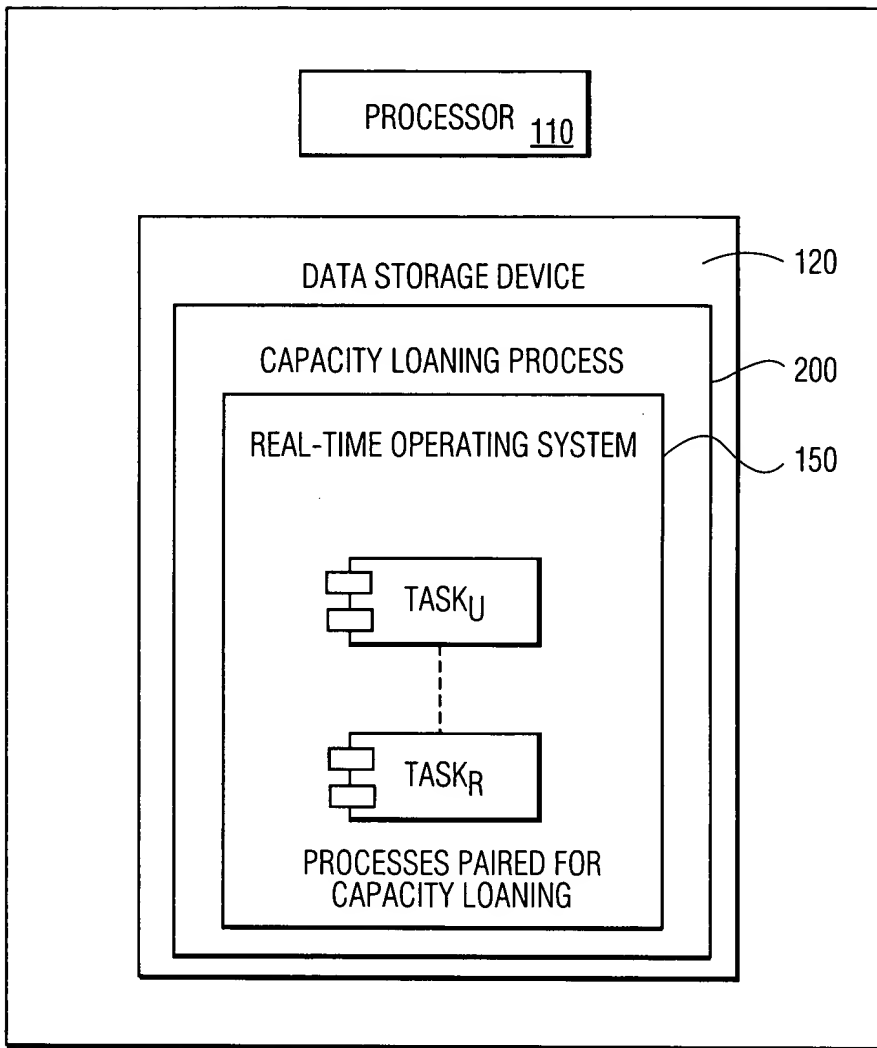 PROCESSOR 110
DATA STORAGE DEVICE
120
CAPACITY LOANING PROCESS
200
REAL-TIME OPERATING SYSTEM
150
TASKU
TASKR
PROCESSES PAIRED FOR
CAPACITY LOANING